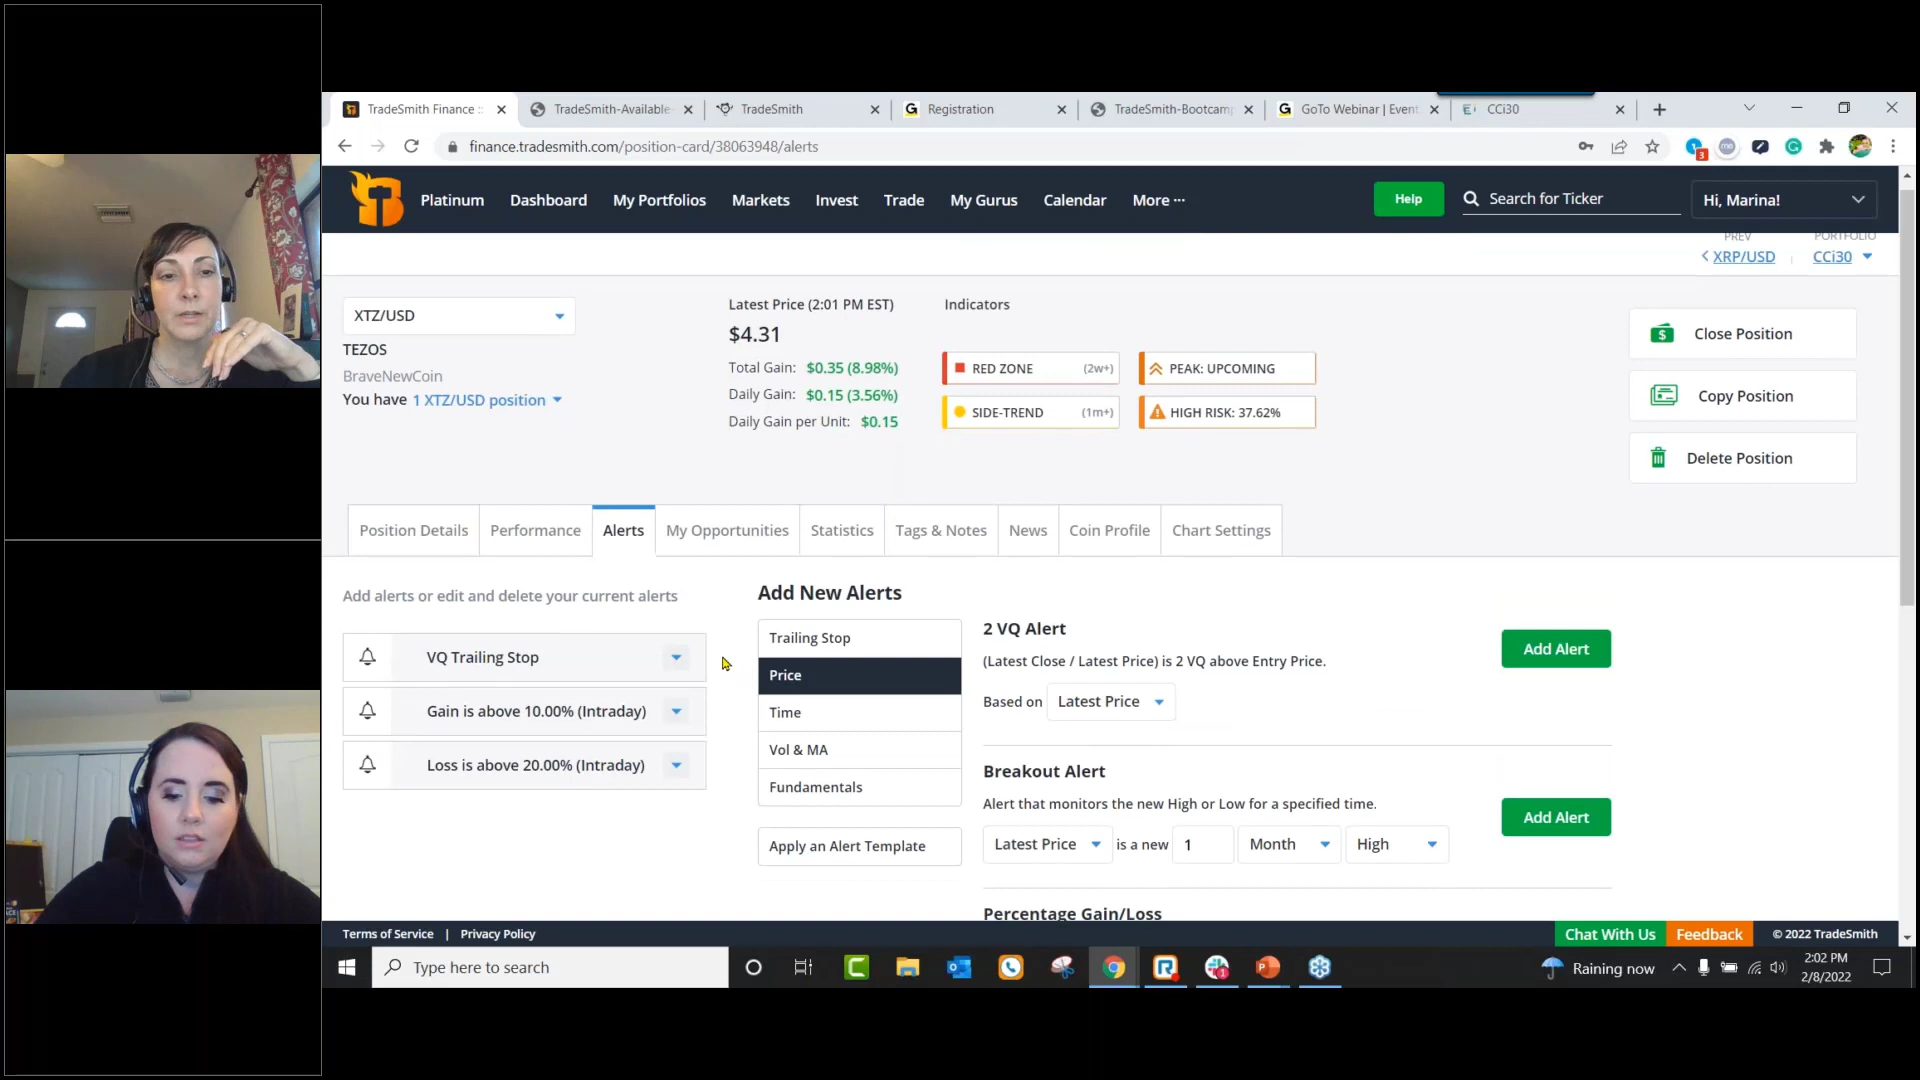 TradeSmith Finance ::
TradeSmith-Available-
TradeSmith
Registration
TradeSmith-Bootcamp
GoTo Webinar | Event
CCi30
finance.tradesmith.com/position-card/38063948/alerts
3
Platinum
Dashboard
My Portfolios
Markets
Invest
Trade
My Gurus
Calendar
More ···
Help
Search for Ticker
Hi, Marina!
PREV
PORTFOLIO
XRP/USD
CCi30
XTZ/USD
TEZOS
BraveNewCoin
You have 1 XTZ/USD position
Latest Price (2:01 PM EST)
$4.31
Total Gain: $0.35 (8.98%)
Daily Gain: $0.15 (3.56%)
Daily Gain per Unit: $0.15
Indicators
RED ZONE (2w+)
PEAK: UPCOMING
SIDE-TREND (1m+)
HIGH RISK: 37.62%
Close Position
Copy Position
Delete Position
Position Details
Performance
Alerts
My Opportunities
Statistics
Tags & Notes
News
Coin Profile
Chart Settings
Add alerts or edit and delete your current alerts
VQ Trailing Stop
Gain is above 10.00% (Intraday)
Loss is above 20.00% (Intraday)
Add New Alerts
Trailing Stop
Price
Time
Vol & MA
Fundamentals
Apply an Alert Template
2 VQ Alert
(Latest Close / Latest Price) is 2 VQ above Entry Price.
Based on Latest Price
Add Alert
Breakout Alert
Alert that monitors the new High or Low for a specified time.
Latest Price is a new 1 Month High
Add Alert
Percentage Gain/Loss
Terms of Service | Privacy Policy
Chat With Us
Feedback
© 2022 TradeSmith
Type here to search
Raining now
2:02 PM
2/8/2022